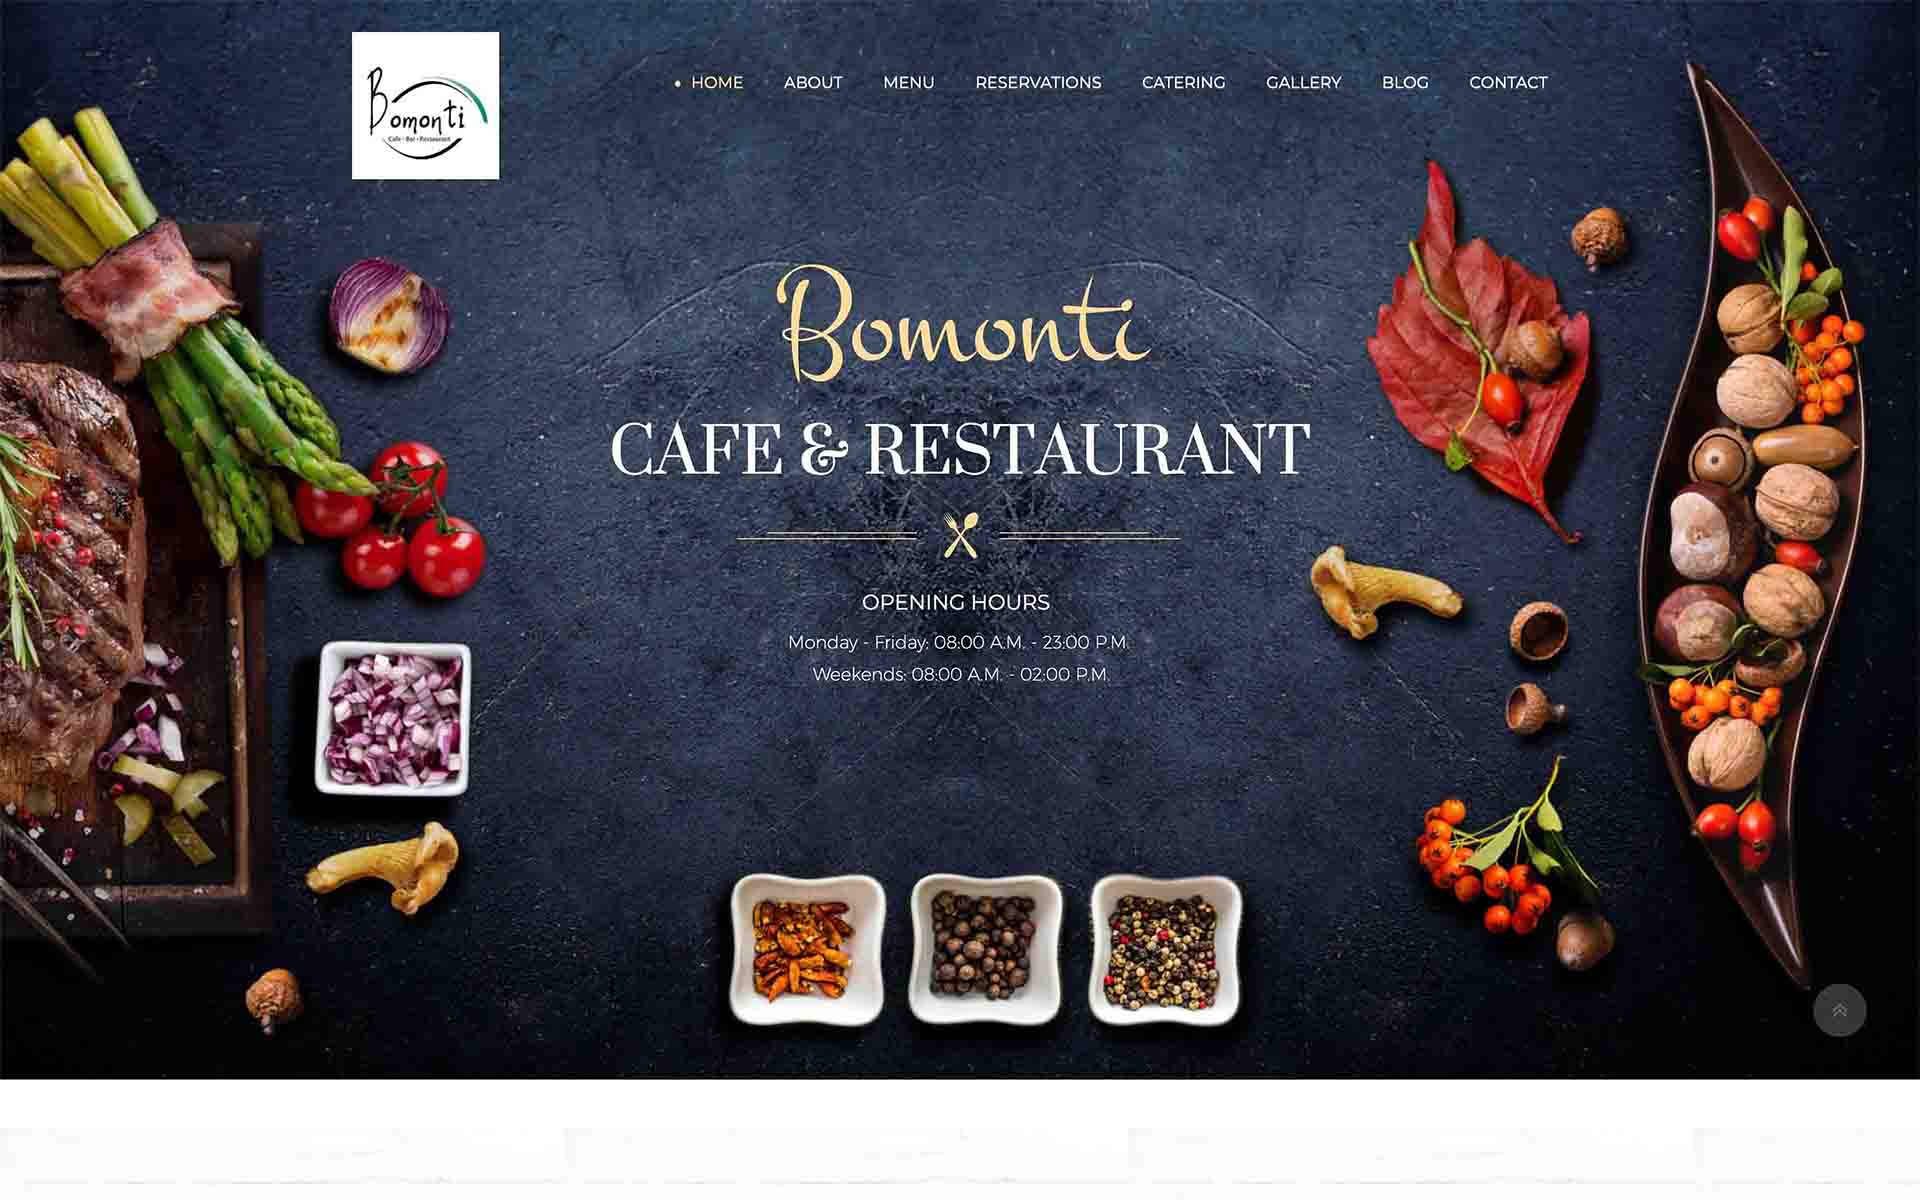 Bomonti
Cafe - Bar - Restaurant
HOME ABOUT MENU RESERVATIONS CATERING GALLERY BLOG CONTACT
Bomonti
CAFE & RESTAURANT
OPENING HOURS
Monday - Friday: 08:00 A.M. - 23:00 P.M.
Weekends: 08:00 A.M. - 02:00 P.M.